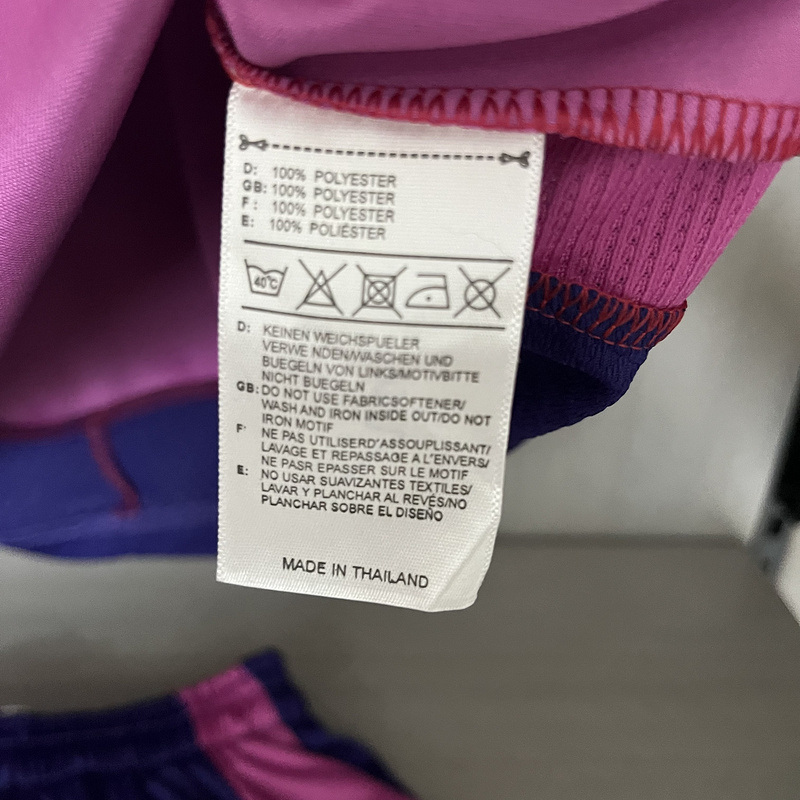 D: 100% POLYESTER
GB: 100% POLYESTER
F: 100% POLYESTER
E: 100% POLIÉSTER
40°C
D: KEINEN WEICHSPUELER
VERWE NDEN/WASCHEN UND
BUEGELN VON LINKS/MOTIVBITTE
NICHT BUEGELN
GB: DO NOT USE FABRICSOFTENER/
WASH AND IRON INSIDE OUT/DO NOT
IRON MOTIF
F: NE PAS UTILISERD'ASSOUPLISSANT/
LAVAGE ET REPASSAGE A L'ENVERS/
NE PASR EPASSER SUR LE MOTIF
E: NO USAR SUAVIZANTES TEXTILES/
LAVAR Y PLANCHAR AL REVÉS/NO
PLANCHAR SOBRE EL DISEÑO
MADE IN THAILAND